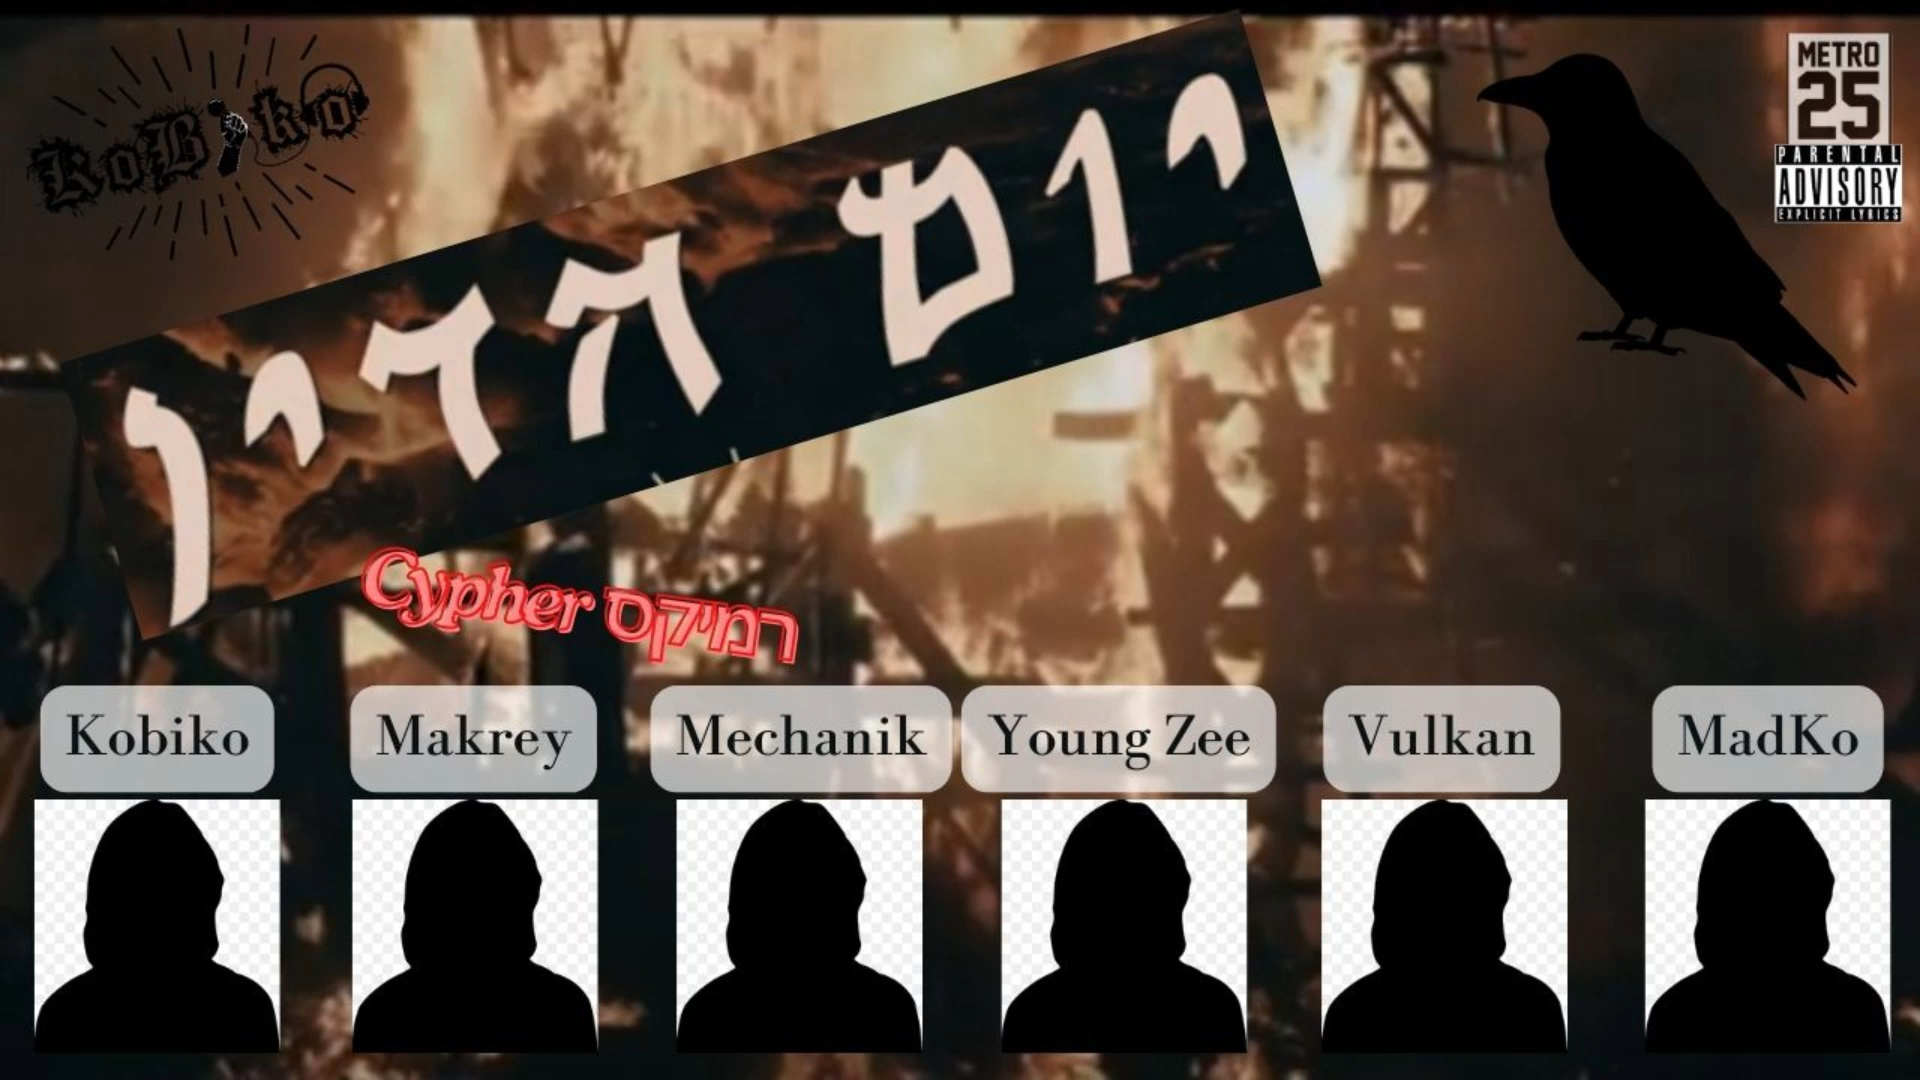 KoBiko
יום הדין
METRO
25
PARENTAL
ADVISORY
EXPLICIT LYRICS
Cypher רמיקס
Kobiko
Makrey
Mechanik
Young Zee
Vulkan
MadKo